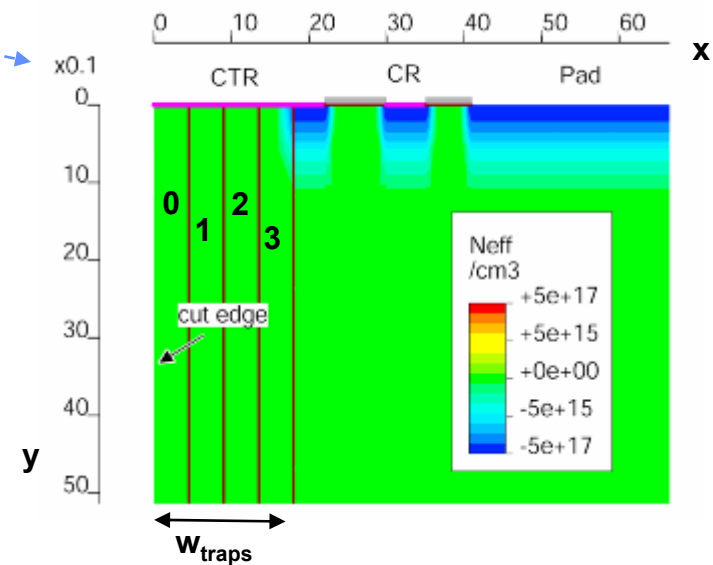 0 10 20 30 40 50 60
x
x0.1
CTR CR Pad
0
10
0 1 2 3
20
Neff
/cm3
+5e+17
+5e+15
+0e+00
-5e+15
-5e+17
cut edge
30
40
y
50
Wtraps